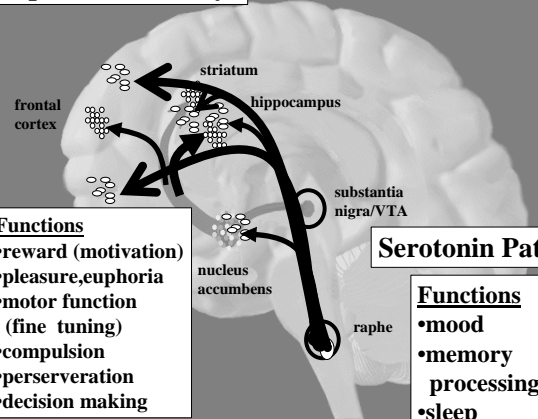 striatum
frontal
cortex
hippocampus
substantia
nigra/VTA
nucleus
accumbens
raphe
Functions
•reward (motivation)
•pleasure,euphoria
•motor function
(fine tuning)
•compulsion
•perserveration
•decision making
Serotonin Pat
Functions
•mood
•memory
processing
•sleep